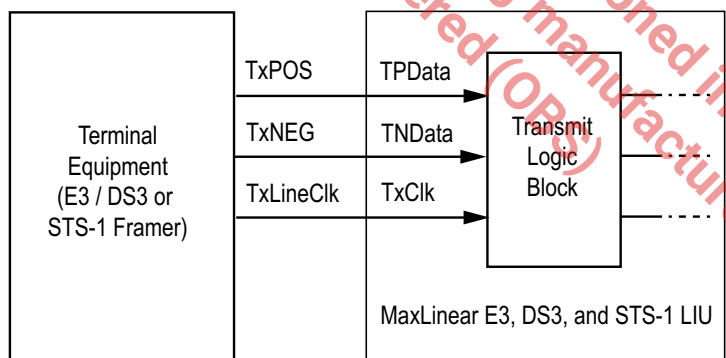 TxPOS
TPData
TxNEG
TNData
TxLineClk
TxClk
Terminal
Equipment
(E3 / DS3 or
STS-1 Framer)
Transmit
Logic
Block
MaxLinear E3, DS3, and STS-1 LIU
(OBS)